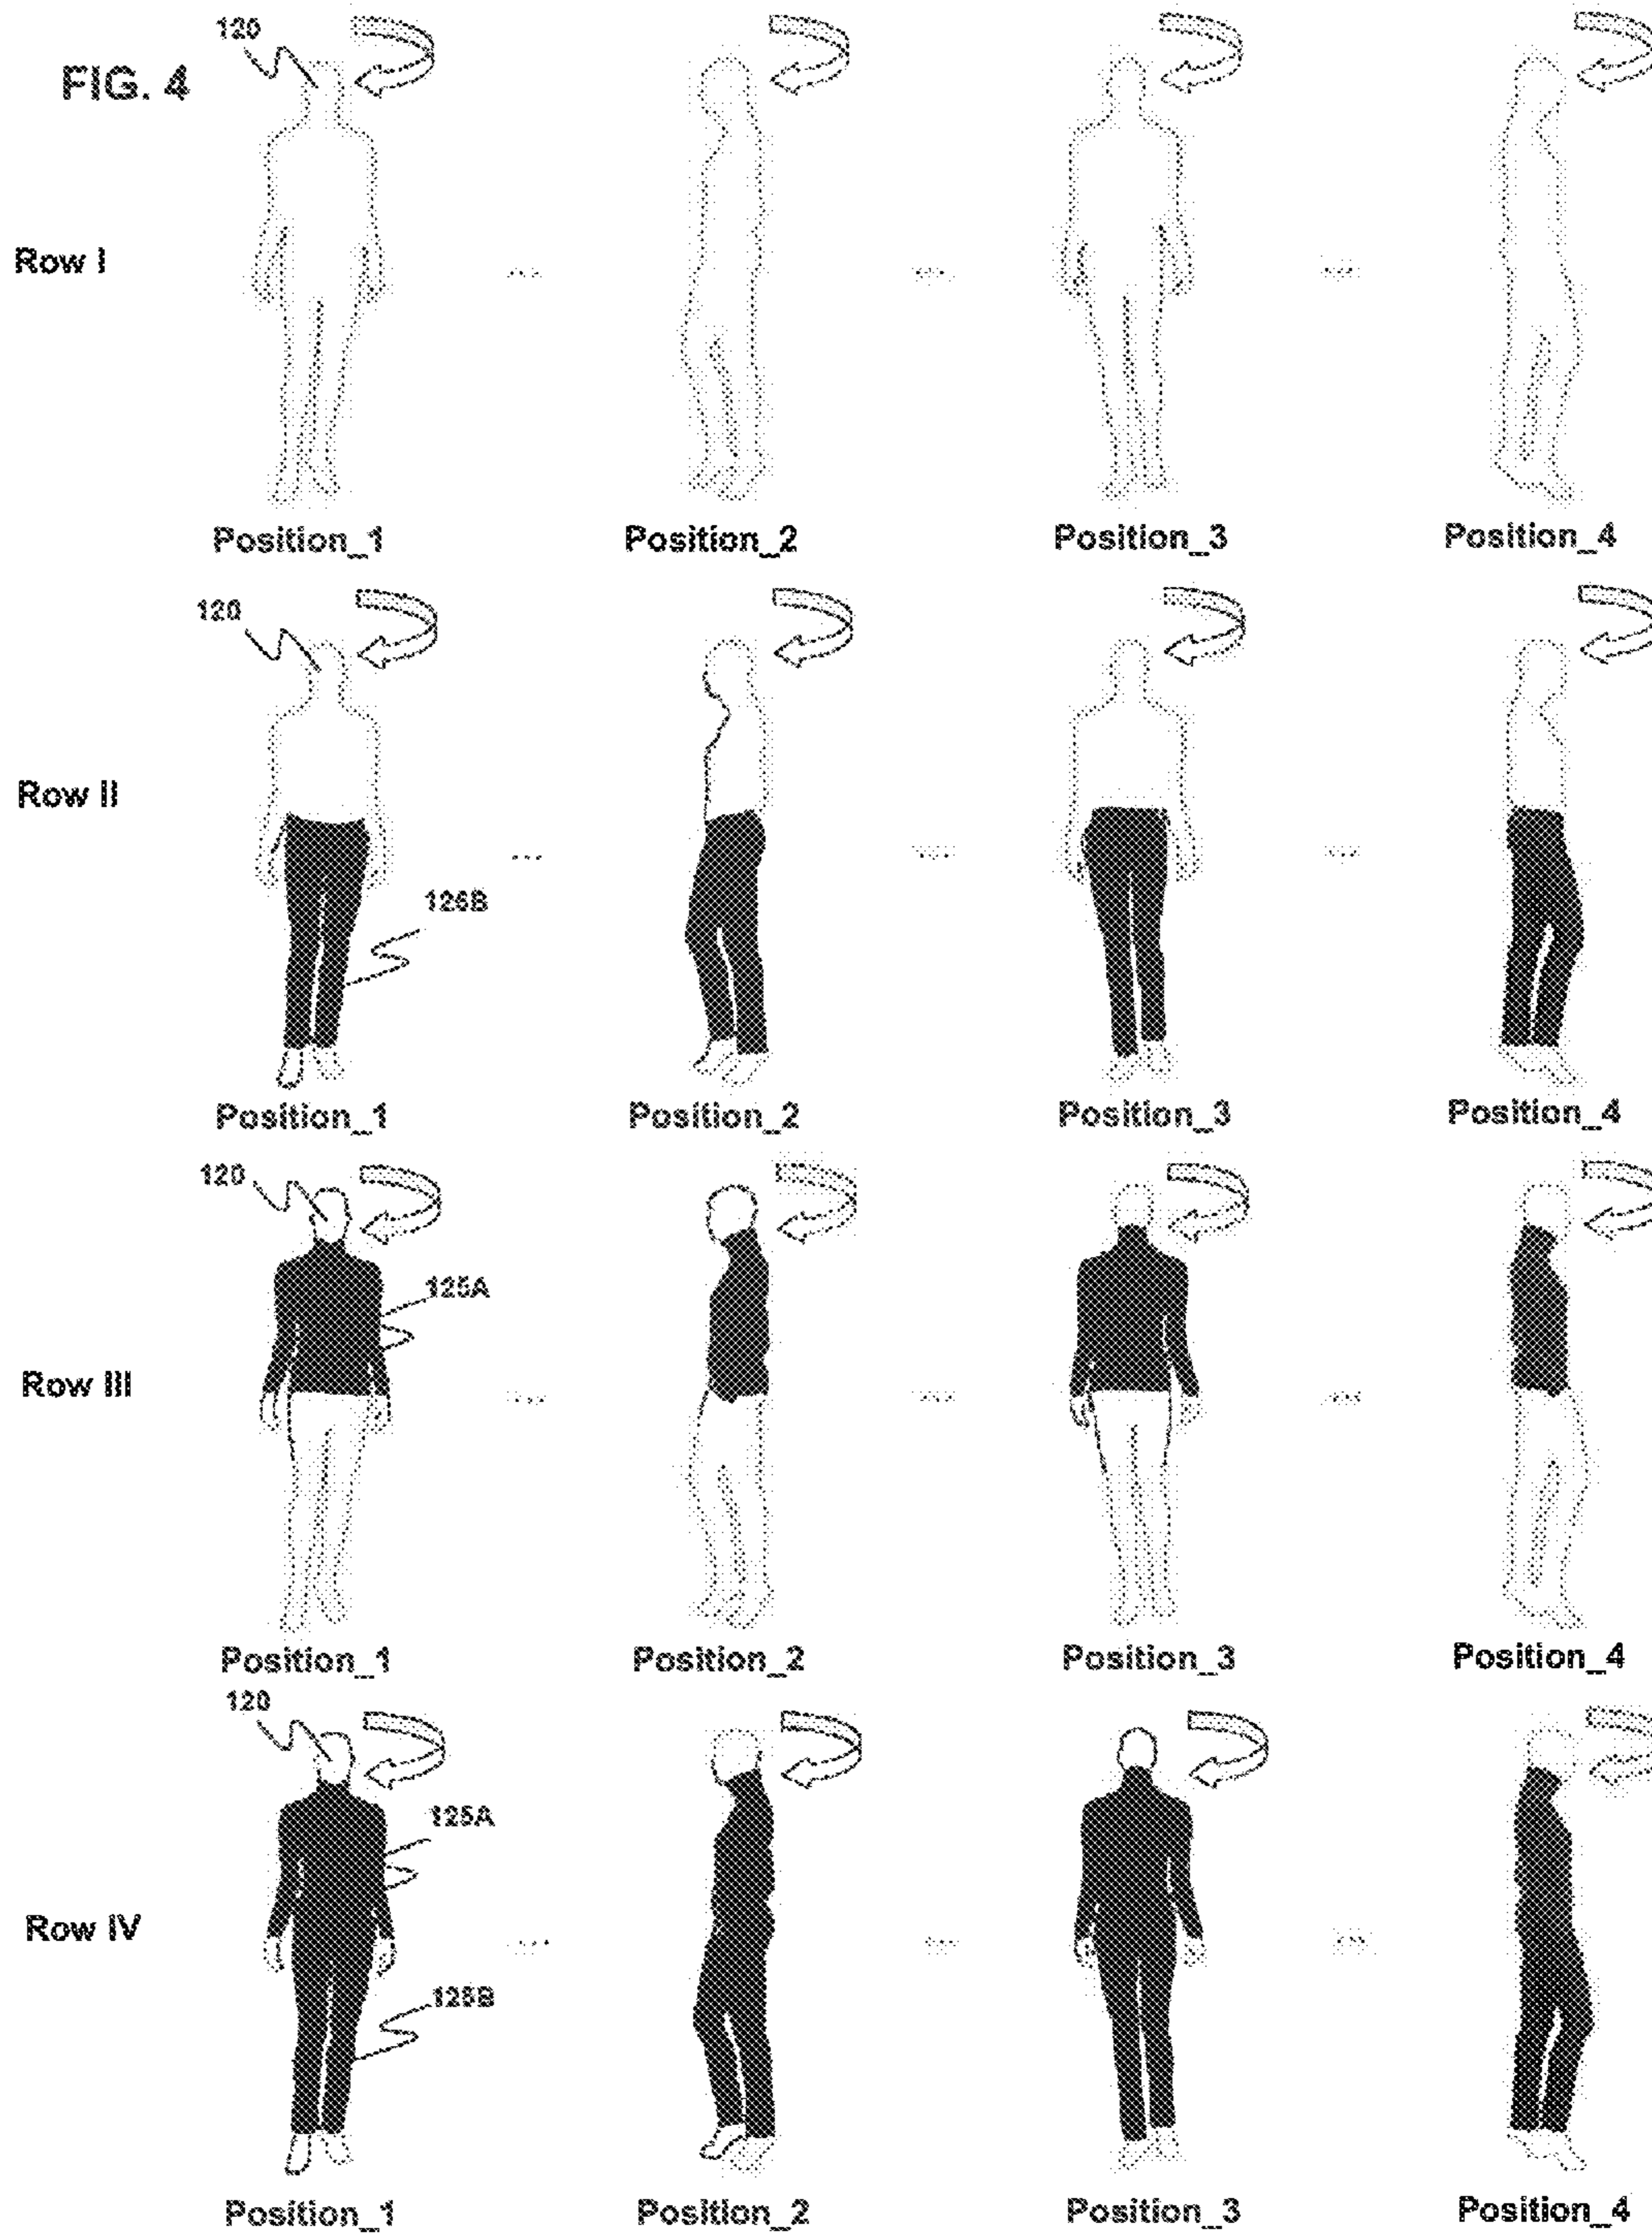 120
FIG. 4
Row I
Position_1 Position_2 Position_3 Position_4
120
Row II
125B
Position_1 Position_2 Position_3 Position_4
120
125A
Row III
Position_1 Position_2 Position_3 Position_4
120
125A
Row IV
125B
Position_1 Position_2 Position_3 Position_4